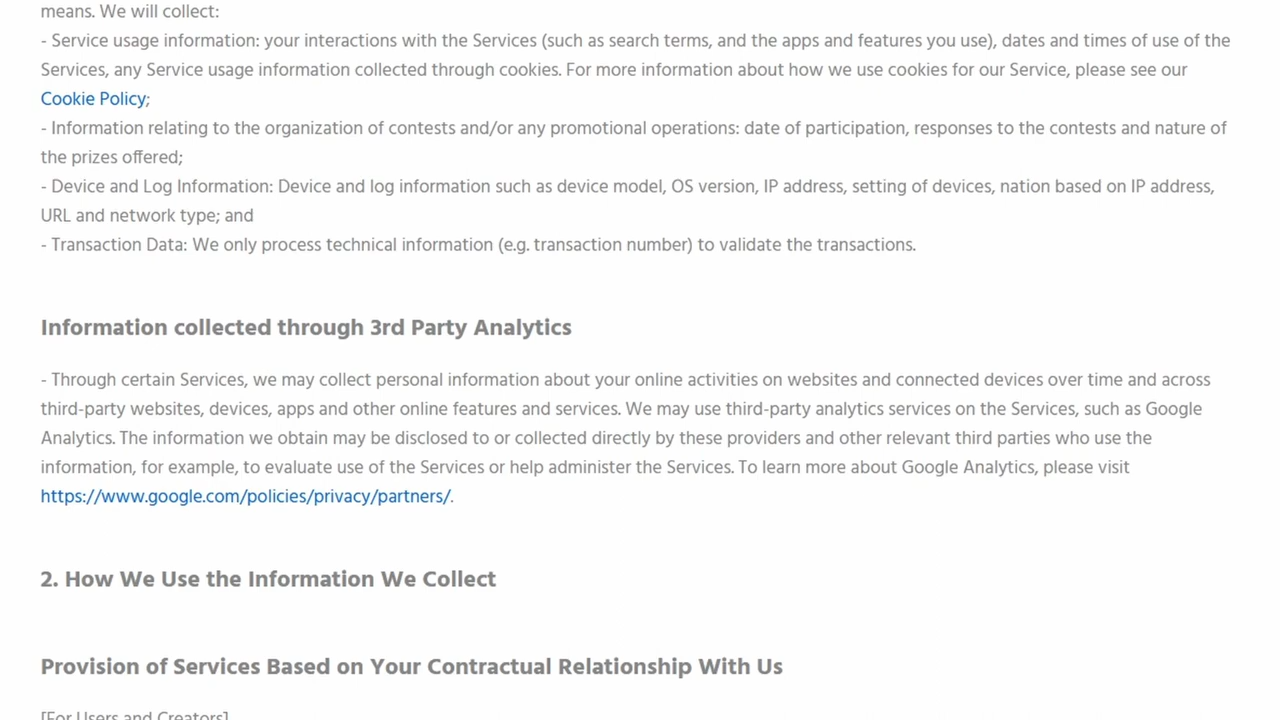 means. We will collect:
- Service usage information: your interactions with the Services (such as search terms, and the apps and features you use), dates and times of use of the
Services, any Service usage information collected through cookies. For more information about how we use cookies for our Service, please see our
Cookie Policy;
- Information relating to the organization of contests and/or any promotional operations: date of participation, responses to the contests and nature of
the prizes offered;
- Device and Log Information: Device and log information such as device model, OS version, IP address, setting of devices, nation based on IP address,
URL and network type; and
- Transaction Data: We only process technical information (e.g. transaction number) to validate the transactions.
Information collected through 3rd Party Analytics
- Through certain Services, we may collect personal information about your online activities on websites and connected devices over time and across
third-party websites, devices, apps and other online features and services. We may use third-party analytics services on the Services, such as Google
Analytics. The information we obtain may be disclosed to or collected directly by these providers and other relevant third parties who use the
information, for example, to evaluate use of the Services or help administer the Services. To learn more about Google Analytics, please visit
https://www.google.com/policies/privacy/partners/.
2. How We Use the Information We Collect
Provision of Services Based on Your Contractual Relationship With Us
[For Users and Creators]